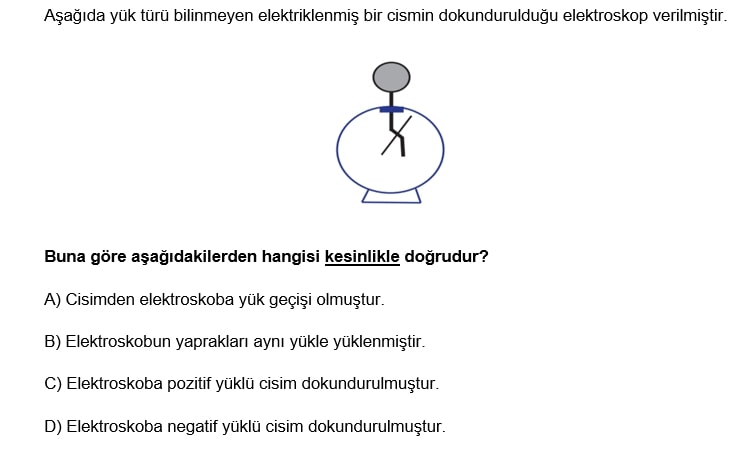 Aşağıda yük türü bilinmeyen elektriklenmiş bir cismin dokundurulduğu elektroskop verilmiştir.
Buna göre aşağıdakilerden hangisi kesinlikle doğrudur?
A) Cisimden elektroskoba yük geçişi olmuştur.
B) Elektroskobun yaprakları aynı yükle yüklenmiştir.
C) Elektroskoba pozitif yüklü cisim dokundurulmuştur.
D) Elektroskoba negatif yüklü cisim dokundurulmuştur.